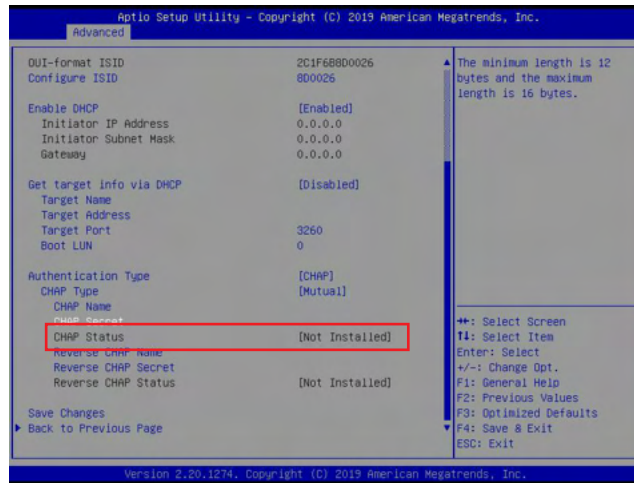 Aptio Setup Utility – Copyright (C) 2019 American Megatrends, Inc.
Advanced
OUI-format ISID 2C1F6B8D0026
Configure ISID 8D0026
Enable DHCP [Enabled]
Initiator IP Address 0.0.0.0
Initiator Subnet Mask 0.0.0.0
Gateway 0.0.0.0
Get target info via DHCP [Disabled]
Target Name
Target Address
Target Port 3260
Boot LUN 0
Authentication Type [CHAP]
CHAP Type [Mutual]
CHAP Name
CHAP Secret
CHAP Status [Not Installed]
Reverse CHAP Name
Reverse CHAP Secret
Reverse CHAP Status [Not Installed]
Save Changes
Back to Previous Page
The minimum length is 12
bytes and the maximum
length is 16 bytes.
→←: Select Screen
↑↓: Select Item
Enter: Select
+/-: Change Opt.
F1: General Help
F2: Previous Values
F3: Optimized Defaults
F4: Save & Exit
ESC: Exit
Version 2.20.1274. Copyright (C) 2019 American Megatrends, Inc.